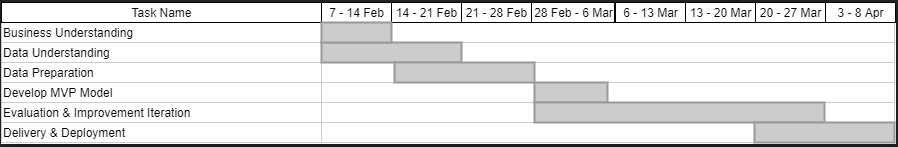 Task Name 7 - 14 Feb 14 - 21 Feb 21 - 28 Feb 28 Feb - 6 Mar 6 - 13 Mar 13 - 20 Mar 20 - 27 Mar 3 - 8 Apr
Business Understanding
Data Understanding
Data Preparation
Develop MVP Model
Evaluation & Improvement Iteration
Delivery & Deployment